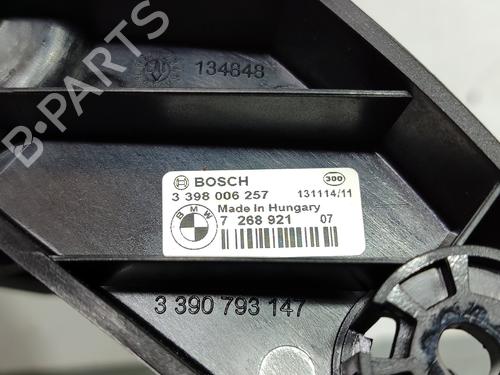 134848
BOSCH
300
3 398 006 257
131114/11
BMW
Made in Hungary
7 268 921
07
3 390 793 147
B-PARTS